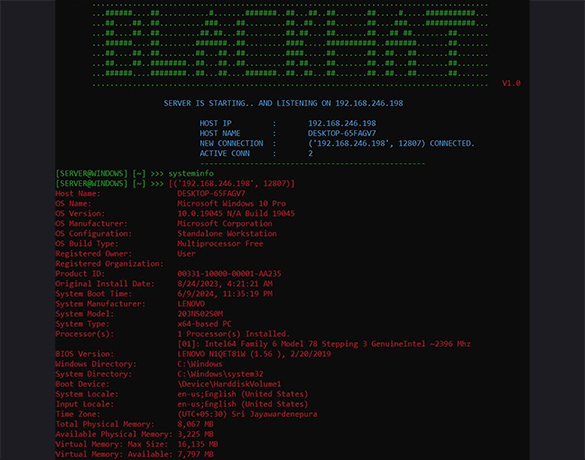 V1.0
SERVER IS STARTING.. AND LISTENING ON 192.168.246.198
HOST IP : 192.168.246.198
HOST NAME : DESKTOP-65FAGV7
NEW CONNECTION : ('192.168.246.198', 12807) CONNECTED.
ACTIVE CONN : 2
-------------------------------------------------
[SERVER@WINDOWS] [~] >>> systeminfo
[SERVER@WINDOWS] [~] >>> [('192.168.246.198', 12807)]
Host Name: DESKTOP-65FAGV7
OS Name: Microsoft Windows 10 Pro
OS Version: 10.0.19045 N/A Build 19045
OS Manufacturer: Microsoft Corporation
OS Configuration: Standalone Workstation
OS Build Type: Multiprocessor Free
Registered Owner: User
Registered Organization:
Product ID: 00331-10000-00001-AA235
Original Install Date: 8/24/2023, 4:21:21 AM
System Boot Time: 6/9/2024, 11:35:19 PM
System Manufacturer: LENOVO
System Model: 20JNS02S0M
System Type: x64-based PC
Processor(s): 1 Processor(s) Installed.
[01]: Intel64 Family 6 Model 78 Stepping 3 GenuineIntel ~2396 Mhz
BIOS Version: LENOVO N1QET81W (1.56 ), 2/20/2019
Windows Directory: C:\Windows
System Directory: C:\Windows\system32
Boot Device: \Device\HarddiskVolume1
System Locale: en-us;English (United States)
Input Locale: en-us;English (United States)
Time Zone: (UTC+05:30) Sri Jayawardenepura
Total Physical Memory: 8,067 MB
Available Physical Memory: 3,225 MB
Virtual Memory: Max Size: 16,135 MB
Virtual Memory: Available: 7,797 MB